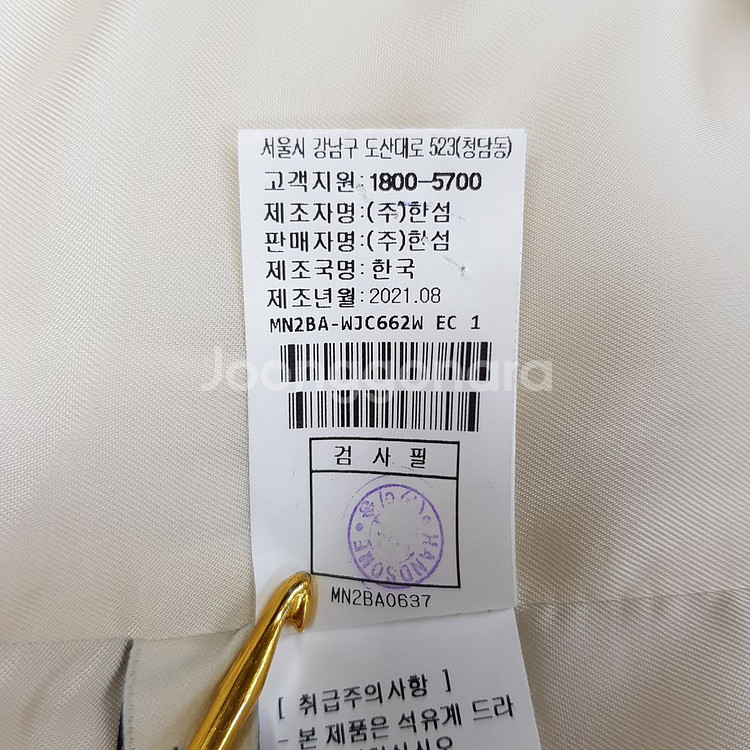 서울시 강남구 도산대로 523(청담동)
고객지원: 1800-5700
제조자명:(주)한섬
판매자명:(주)한섬
제조국명: 한국
제조년월: 2021.08
MN2BA-WJC662W EC 1
Joonggonara
검 사 필
HANDSOME
MN2BA0637
[ 취급주의사항 ]
- 본 제품은 석유계 드라